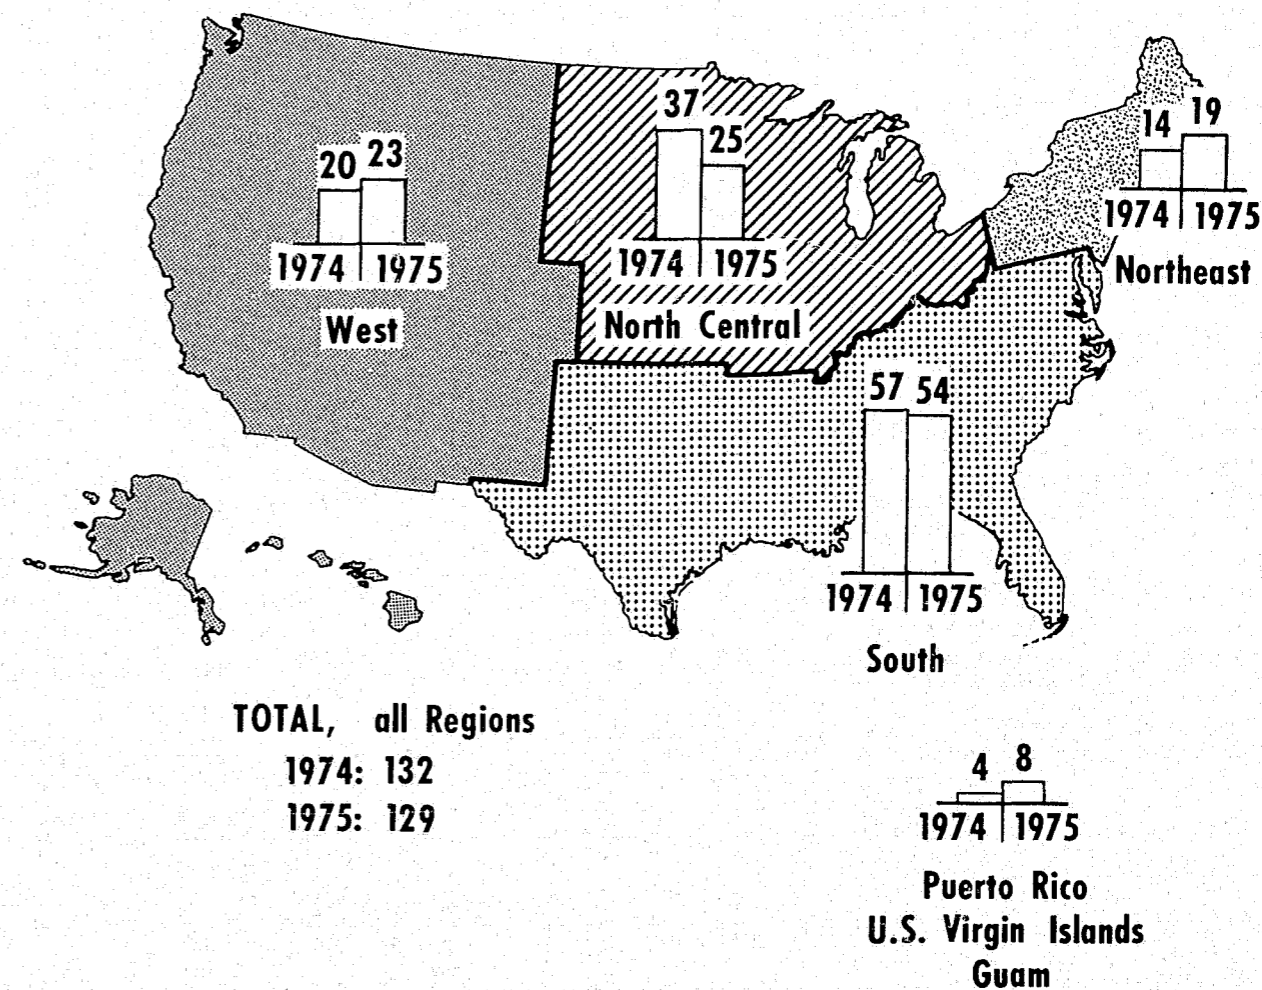 20 23
1974 1975
West
37
25
1974 1975
North Central
14 19
1974 1975
Northeast
57 54
1974 1975
South
TOTAL, all Regions
1974: 132
1975: 129
4 8
1974 1975
Puerto Rico
U.S. Virgin Islands
Guam